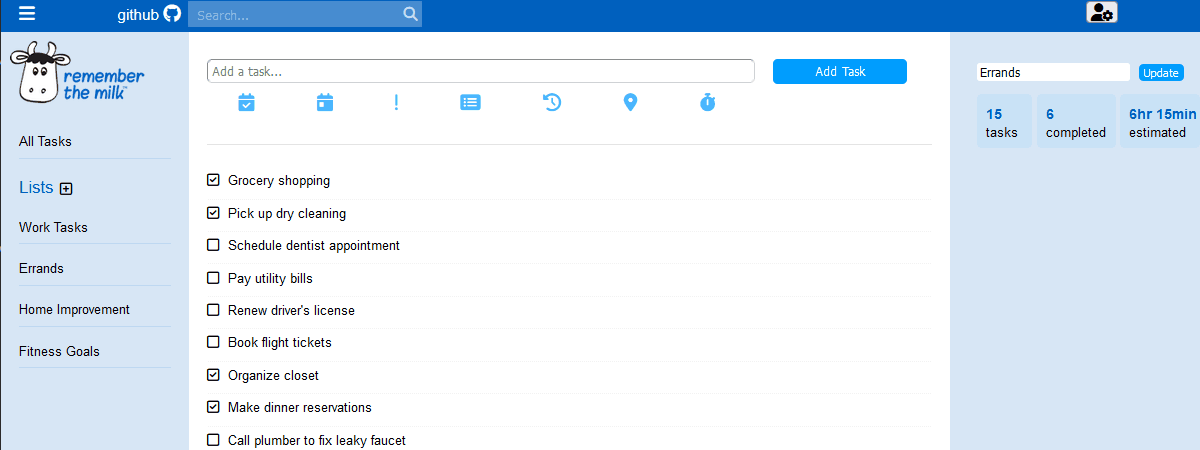 github
Search...
remember
the milk™
All Tasks
Lists
Work Tasks
Errands
Home Improvement
Fitness Goals
Add a task...
Add Task
Grocery shopping
Pick up dry cleaning
Schedule dentist appointment
Pay utility bills
Renew driver's license
Book flight tickets
Organize closet
Make dinner reservations
Call plumber to fix leaky faucet
Errands
Update
15
tasks
6
completed
6hr 15min
estimated